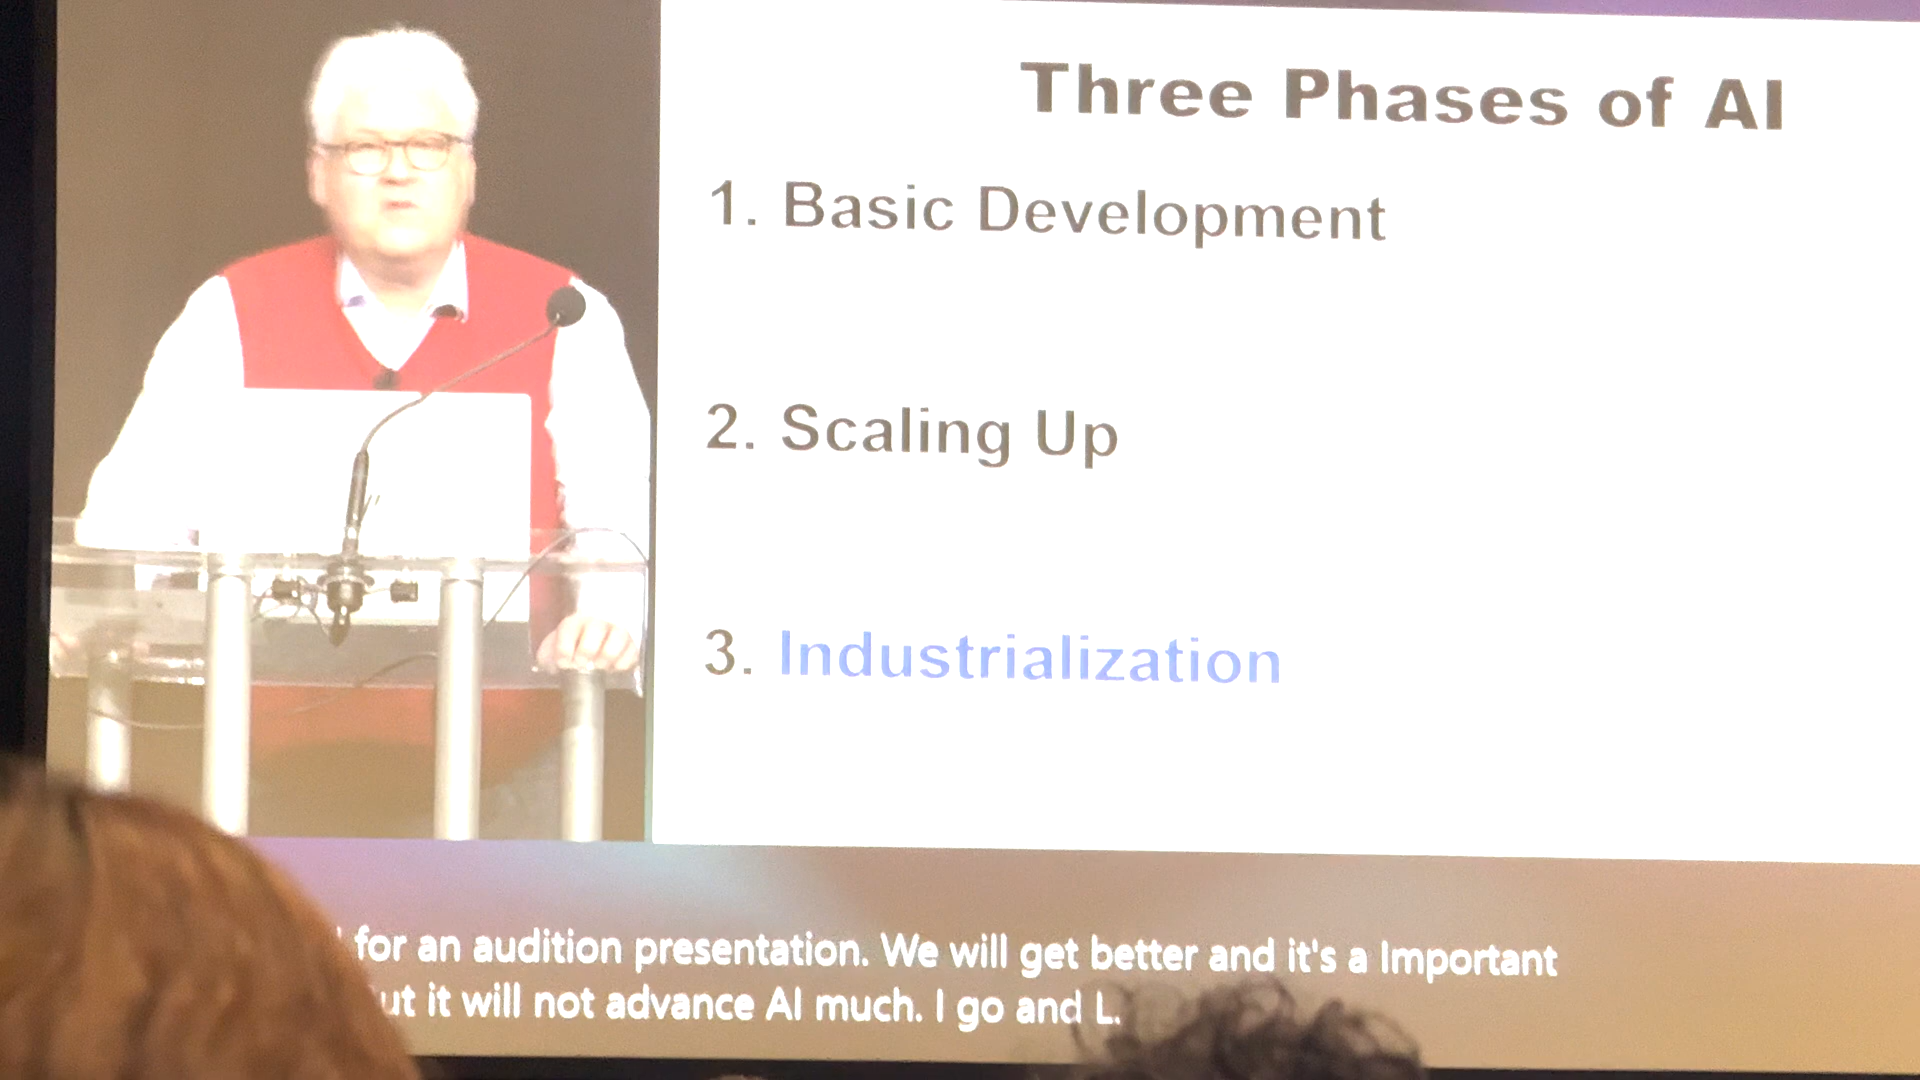 Three Phases of AI
1. Basic Development
2. Scaling Up
3. Industrialization
for an audition presentation. We will get better and it's a Important
it will not advance AI much. I go and L.